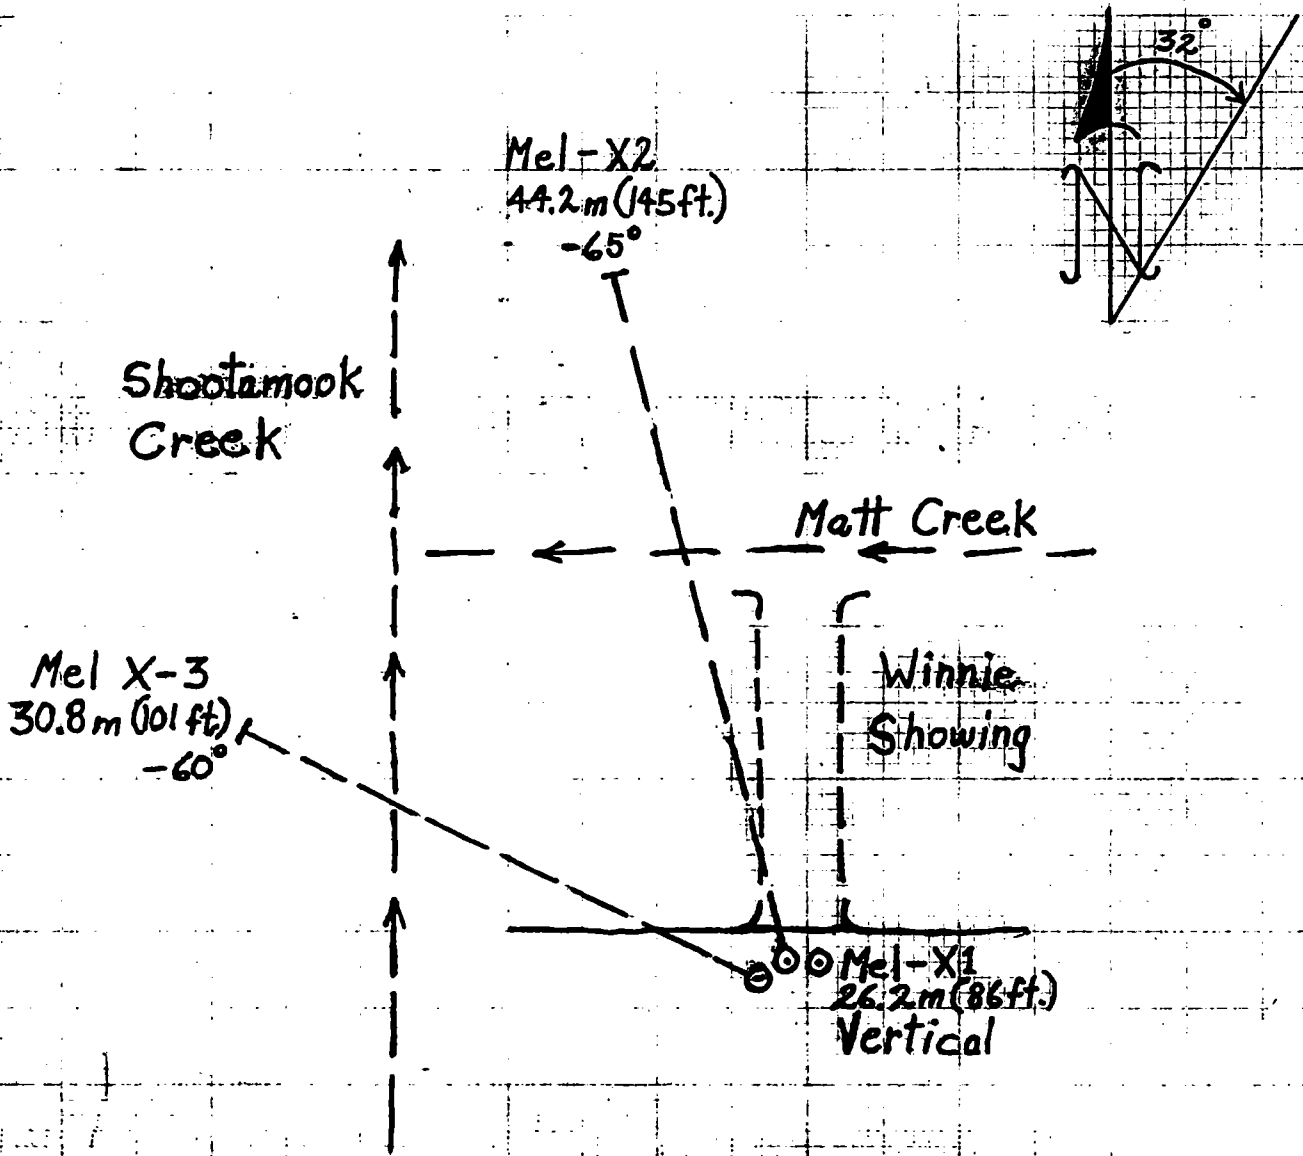 32°
Mel-X2
44.2m (145ft.)
-65°
Shootamook
Creek
Matt Creek
Mel X-3
30.8m (101ft)
-60°
Winnie
Showing
Mel-X1
26.2m (86ft.)
Vertical